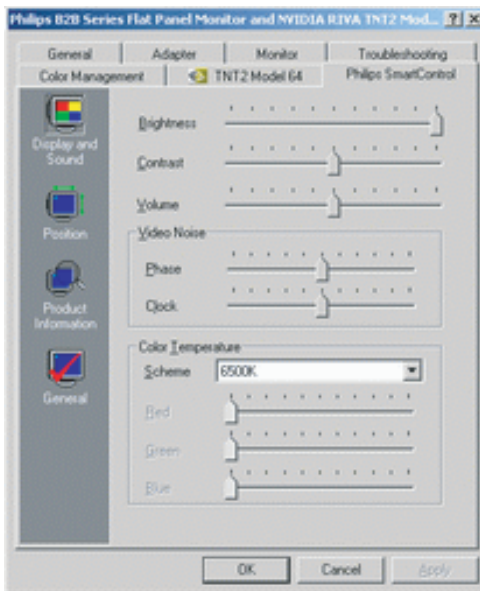 Philips B2B Series Flat Panel Monitor and NVIDIA RIVA TNT2 Mod... ? X
General Adapter Monitor Troubleshooting
Color Management TNT2 Model 64 Philips SmartControl
Display and
Sound
Position
Product
Information
General
Brightness
Contrast
Volume
Video Noise
Phase
Clock
Color Temperature
Scheme 6500K
Red
Green
Blue
OK Cancel Apply